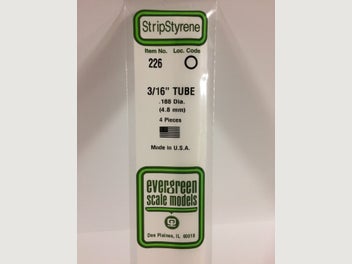 StripStyrene
Item No. Loc. Code
226
3/16" TUBE
.188 Dia.
(4.8 mm)
4 Pieces
Made in U.S.A.
evergreen
scale models
Des Plaines, IL 60018